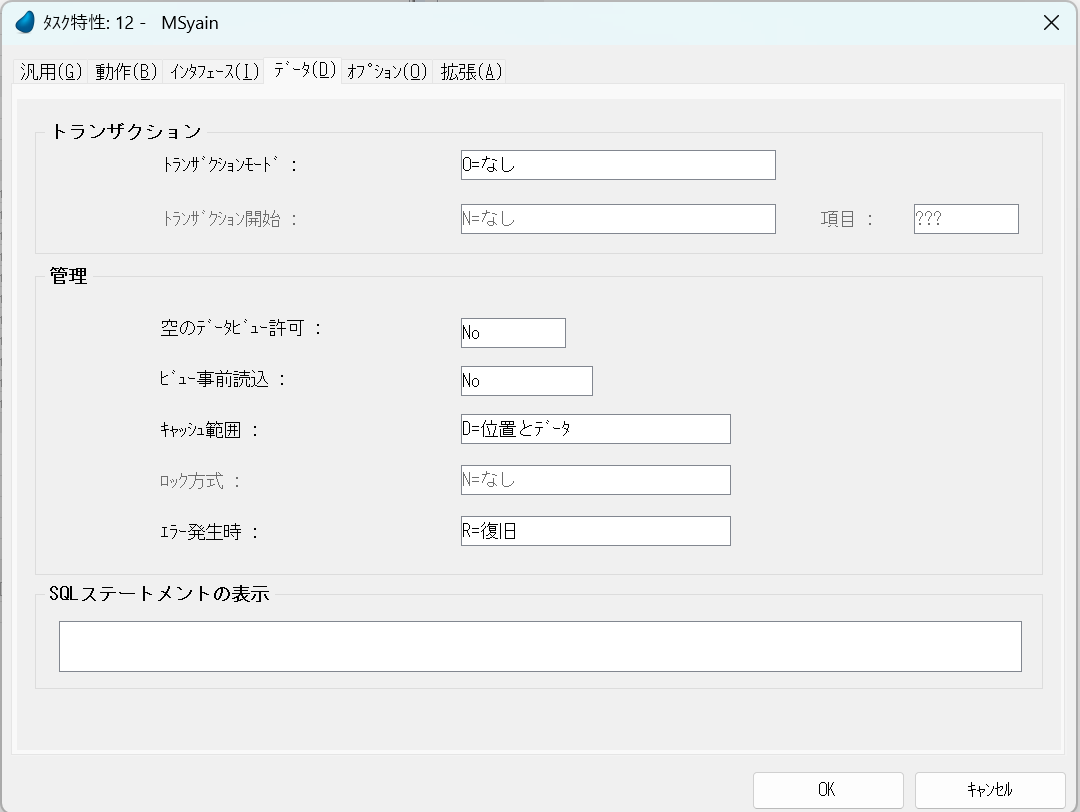 ﾀｽｸ特性: 12 -   MSyain
汎用(G) 動作(B) ｲﾝﾀﾌｪｰｽ(I) ﾃﾞｰﾀ(D) ｵﾌﾟｼｮﾝ(O) 拡張(A)
トランザクション
ﾄﾗﾝｻﾞｸｼｮﾝﾓｰﾄﾞ : O=なし
ﾄﾗﾝｻﾞｸｼｮﾝ開始 : N=なし 項目 : ???
管理
空のﾃﾞｰﾀﾋﾞｭｰ許可 : No
ﾋﾞｭｰ事前読込 : No
ｷｬｯｼｭ範囲 : D=位置とﾃﾞｰﾀ
ﾛｯｸ方式 : N=なし
ｴﾗｰ発生時 : R=復旧
SQLステートメントの表示
OK ｷｬﾝｾﾙ